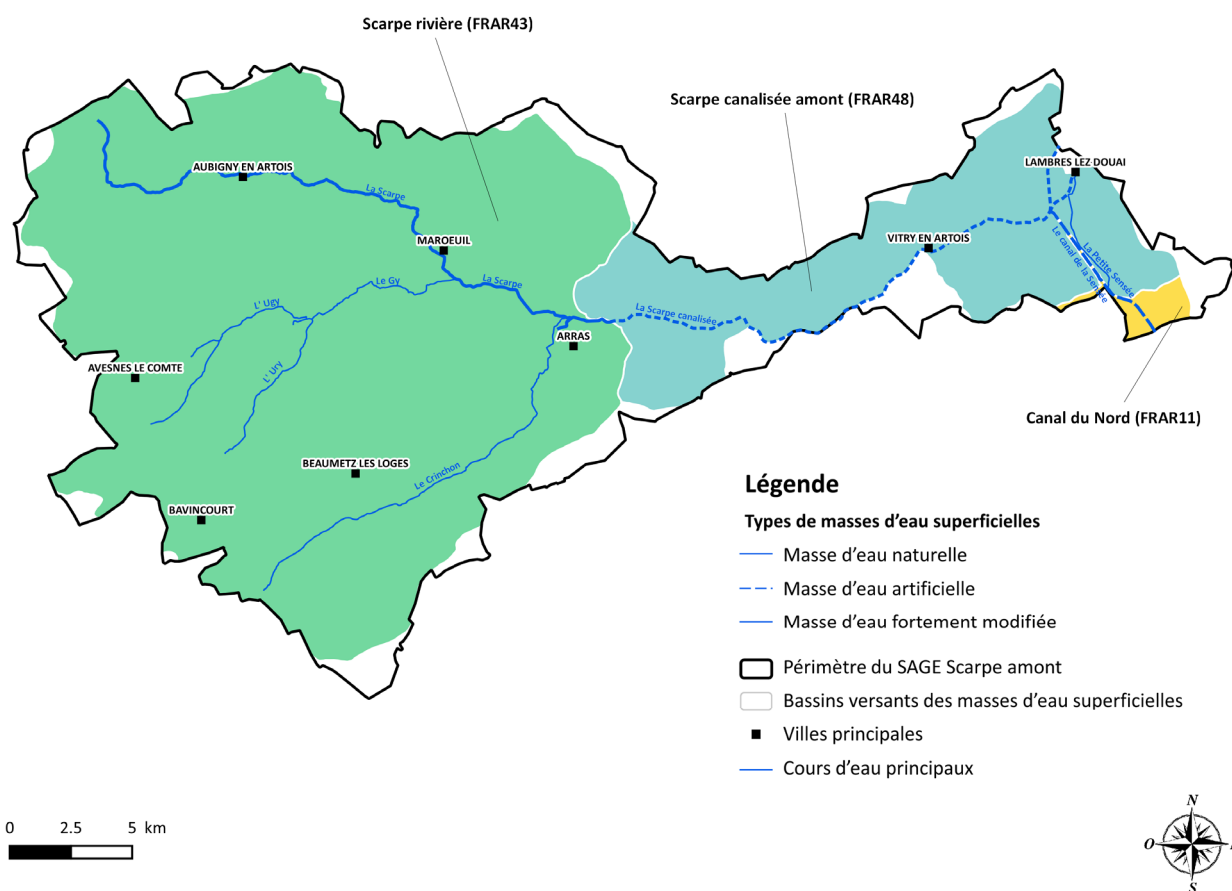 Scarpe rivière (FRAR43)
Scarpe canalisée amont (FRAR48)
LAMBRES LEZ DOUAI
AUBIGNY EN ARTOIS
La Scarpe
MAROEUIL
VITRY EN ARTOIS
La Petite Sensée
Le canal de la Sensée
Le Gy
La Scarpe
L' Ugy
La Scarpe canalisée
ARRAS
AVESNES LE COMTE
L' Ury
Canal du Nord (FRAR11)
BEAUMETZ LES LOGES
Le Crinchon
BAVINCOURT
Légende
Types de masses d'eau superficielles
Masse d'eau naturelle
Masse d'eau artificielle
Masse d'eau fortement modifiée
Périmètre du SAGE Scarpe amont
Bassins versants des masses d'eau superficielles
Villes principales
Cours d'eau principaux
0 2.5 5 km
N
O
S